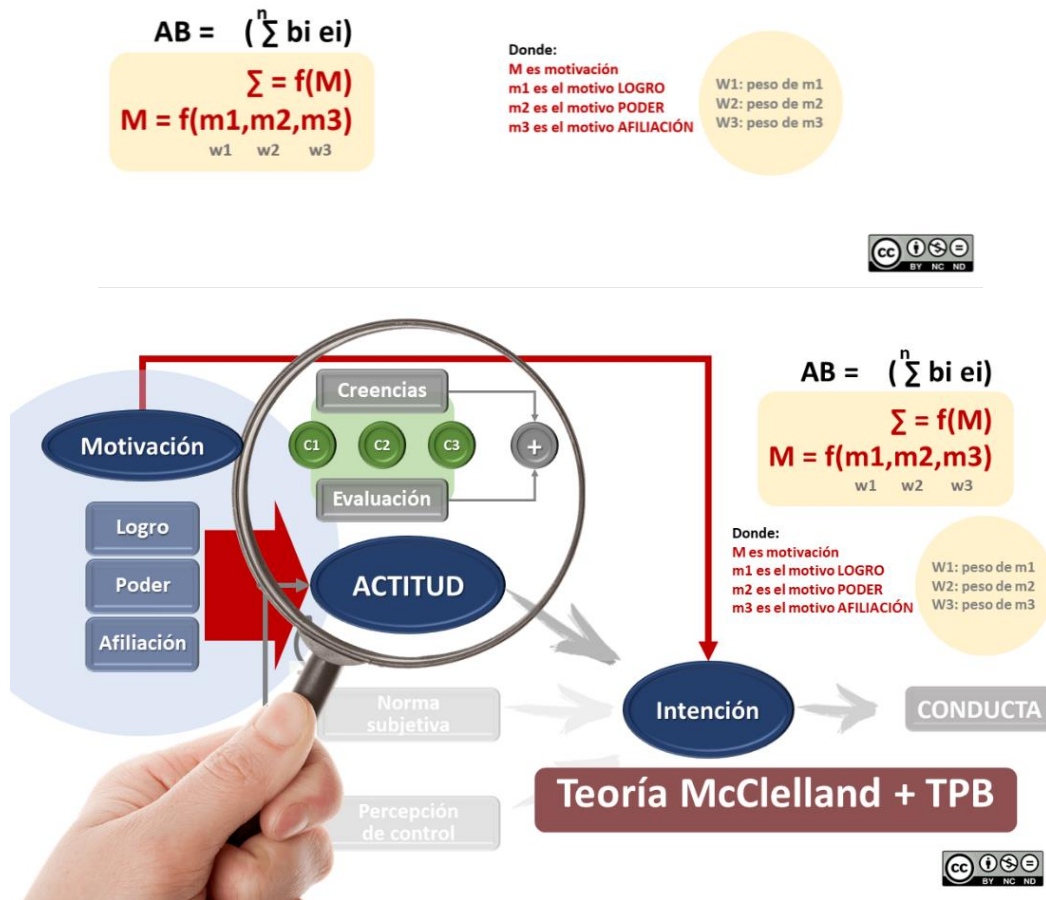 n
AB = ( ∑ bi ei)
∑ = f(M)
M = f(m1,m2,m3)
w1 w2 w3
Donde:
M es motivación
m1 es el motivo LOGRO
m2 es el motivo PODER
m3 es el motivo AFILIACIÓN
W1: peso de m1
W2: peso de m2
W3: peso de m3
cc
BY NC ND
Creencias
Motivación
C1 C2 C3 +
Evaluación
Logro
Poder
Afiliación
ACTITUD
Norma
subjetiva
Percepción
de control
Intención
CONDUCTA
n
AB = ( ∑ bi ei)
∑ = f(M)
M = f(m1,m2,m3)
w1 w2 w3
Donde:
M es motivación
m1 es el motivo LOGRO
m2 es el motivo PODER
m3 es el motivo AFILIACIÓN
W1: peso de m1
W2: peso de m2
W3: peso de m3
Teoría McClelland + TPB
cc
BY NC ND